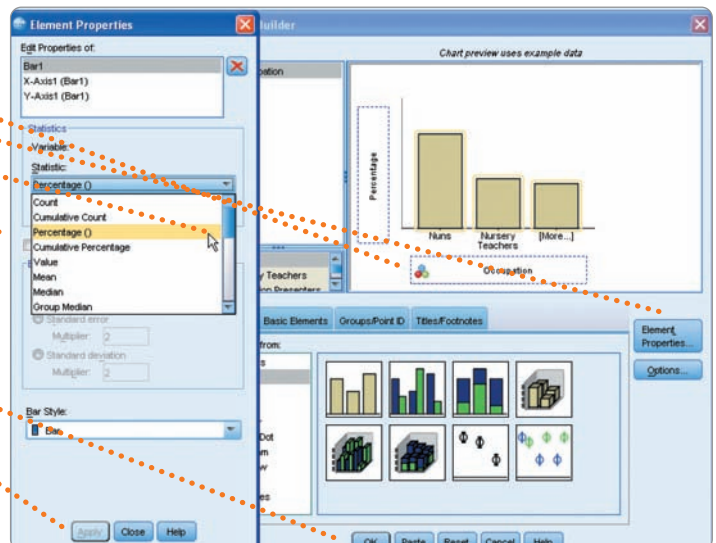 Element Properties
Edit Properties of:
Bar1
X-Axis1 (Bar1)
Y-Axis1 (Bar1)
Statistics
Variable:
Statistic:
Percentage ()
Count
Cumulative Count
Percentage ()
Cumulative Percentage
Value
Mean
Median
Group Median
Standard error
Multiplier: 2
Standard deviation
Multiplier: 2
Bar Style:
Bar
Apply Close Help
uilder
pation
Chart preview uses example data
Percentage
Nuns
Nursery Teachers
[More...]
Occupation
y Teachers
on Presenters
Basic Elements Groups/Point ID Titles/Footnotes
from:
Element Properties...
Options...
OK Paste Reset Cancel Help